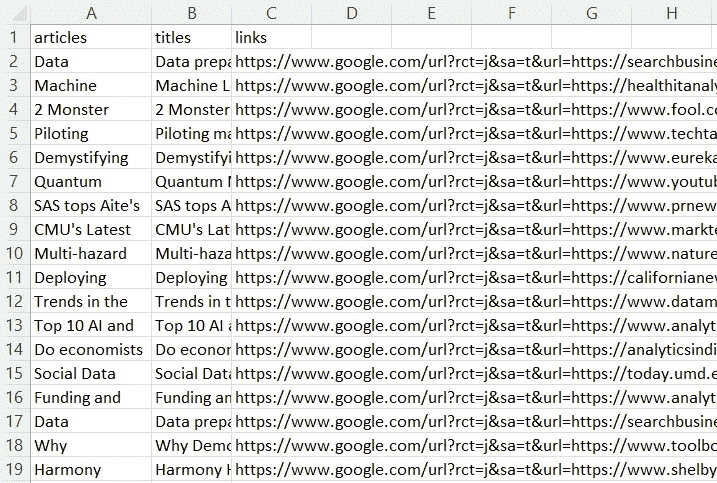 A B C D E F G H
1 articles titles links
2 Data Data prepa https://www.google.com/url?rct=j&sa=t&url=https://searchbusine
3 Machine Machine L https://www.google.com/url?rct=j&sa=t&url=https://healthitanaly
4 2 Monster 2 Monster https://www.google.com/url?rct=j&sa=t&url=https://www.fool.c
5 Piloting Piloting ma https://www.google.com/url?rct=j&sa=t&url=https://www.techta
6 Demystifying Demystifyi https://www.google.com/url?rct=j&sa=t&url=https://www.eureka
7 Quantum Quantum https://www.google.com/url?rct=j&sa=t&url=https://www.youtub
8 SAS tops Aite's SAS tops A https://www.google.com/url?rct=j&sa=t&url=https://www.prnew
9 CMU's Latest CMU's Lat https://www.google.com/url?rct=j&sa=t&url=https://www.markte
10 Multi-hazard Multi-haza https://www.google.com/url?rct=j&sa=t&url=https://www.nature
11 Deploying Deploying https://www.google.com/url?rct=j&sa=t&url=https://californianev
12 Trends in the Trends in t https://www.google.com/url?rct=j&sa=t&url=https://www.datam
13 Top 10 AI and Top 10 AI a https://www.google.com/url?rct=j&sa=t&url=https://www.analyt
14 Do economists Do econor https://www.google.com/url?rct=j&sa=t&url=https://analyticsindi
15 Social Data Social Data https://www.google.com/url?rct=j&sa=t&url=https://today.umd.e
16 Funding and Funding an https://www.google.com/url?rct=j&sa=t&url=https://www.analyt
17 Data Data prepa https://www.google.com/url?rct=j&sa=t&url=https://searchbusine
18 Why Why Demo https://www.google.com/url?rct=j&sa=t&url=https://www.toolbo
19 Harmony Harmony H https://www.google.com/url?rct=j&sa=t&url=https://www.shelby